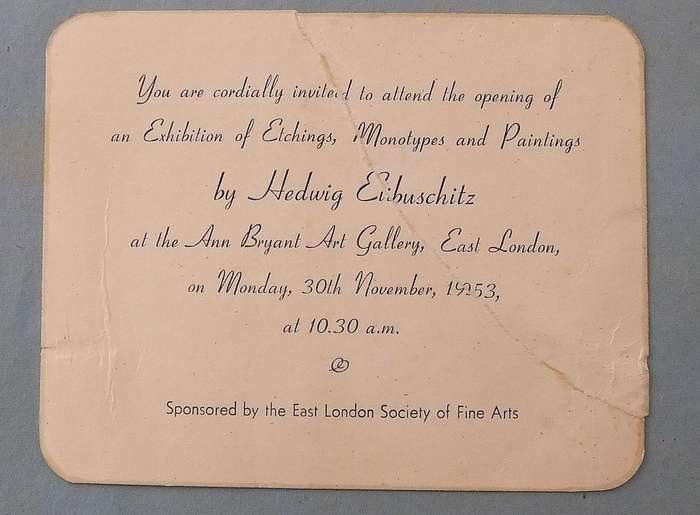 You are cordially invited to attend the opening of
an Exhibition of Etchings, Monotypes and Paintings
by Hedwig Eibuschitz
at the Ann Bryant Art Gallery, East London,
on Monday, 30th November, 1953,
at 10.30 a.m.
Sponsored by the East London Society of Fine Arts